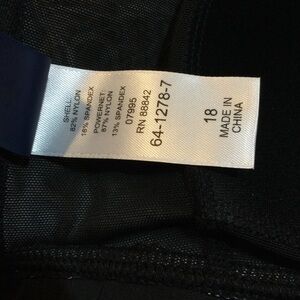 SHELL:
82% NYLON
18% SPANDEX
POWERNET:
87% NYLON
13% SPANDEX
07995
RN 88842
64-1278-7
18
MADE IN
CHINA